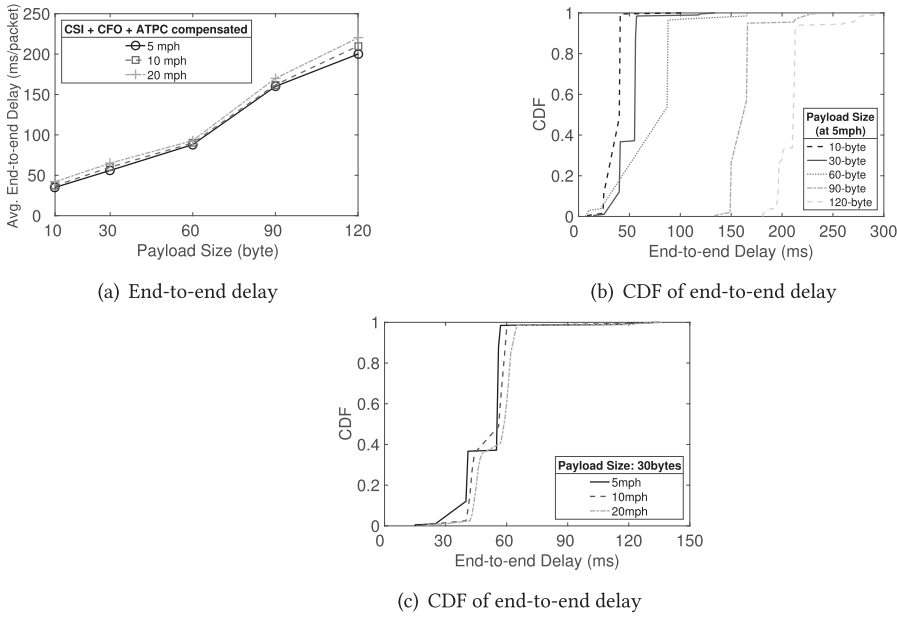 250
200
150
100
50
0
Avg. End-to-end Delay (ms/packet)
CSI + CFO + ATPC compensated
5 mph
10 mph
20 mph
10 30 60 90 120
Payload Size (byte)
(a) End-to-end delay
1
0.8
0.6
0.4
0.2
0
CDF
Payload Size
(at 5mph)
10-byte
30-byte
60-byte
90-byte
120-byte
0 50 100 150 200 250 300
End-to-end Delay (ms)
(b) CDF of end-to-end delay
1
0.8
0.6
0.4
0.2
0
CDF
Payload Size: 30bytes
5mph
10mph
20mph
0 30 60 90 120 150
End-to-end Delay (ms)
(c) CDF of end-to-end delay